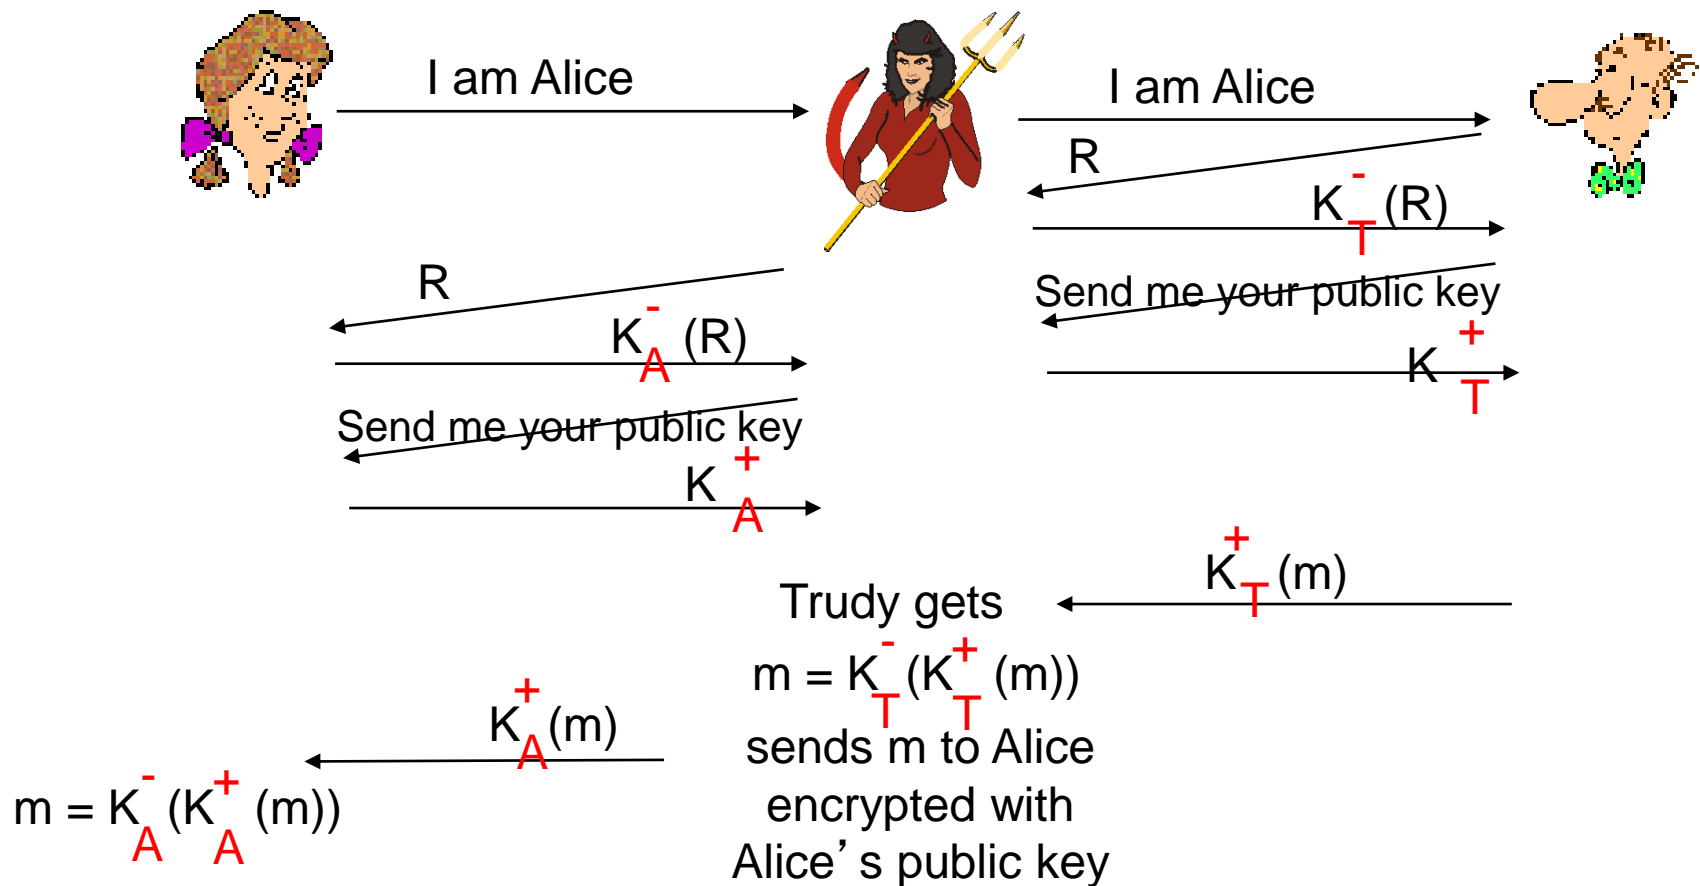 I am Alice
I am Alice
R
K⁻T (R)
R
Send me your public key
K⁻A (R)
K⁺T
Send me your public key
K⁺A
K⁺T (m)
Trudy gets
m = K⁻T (K⁺T (m))
K⁺A (m)
sends m to Alice
m = K⁻A (K⁺A (m))
encrypted with
Alice’s public key